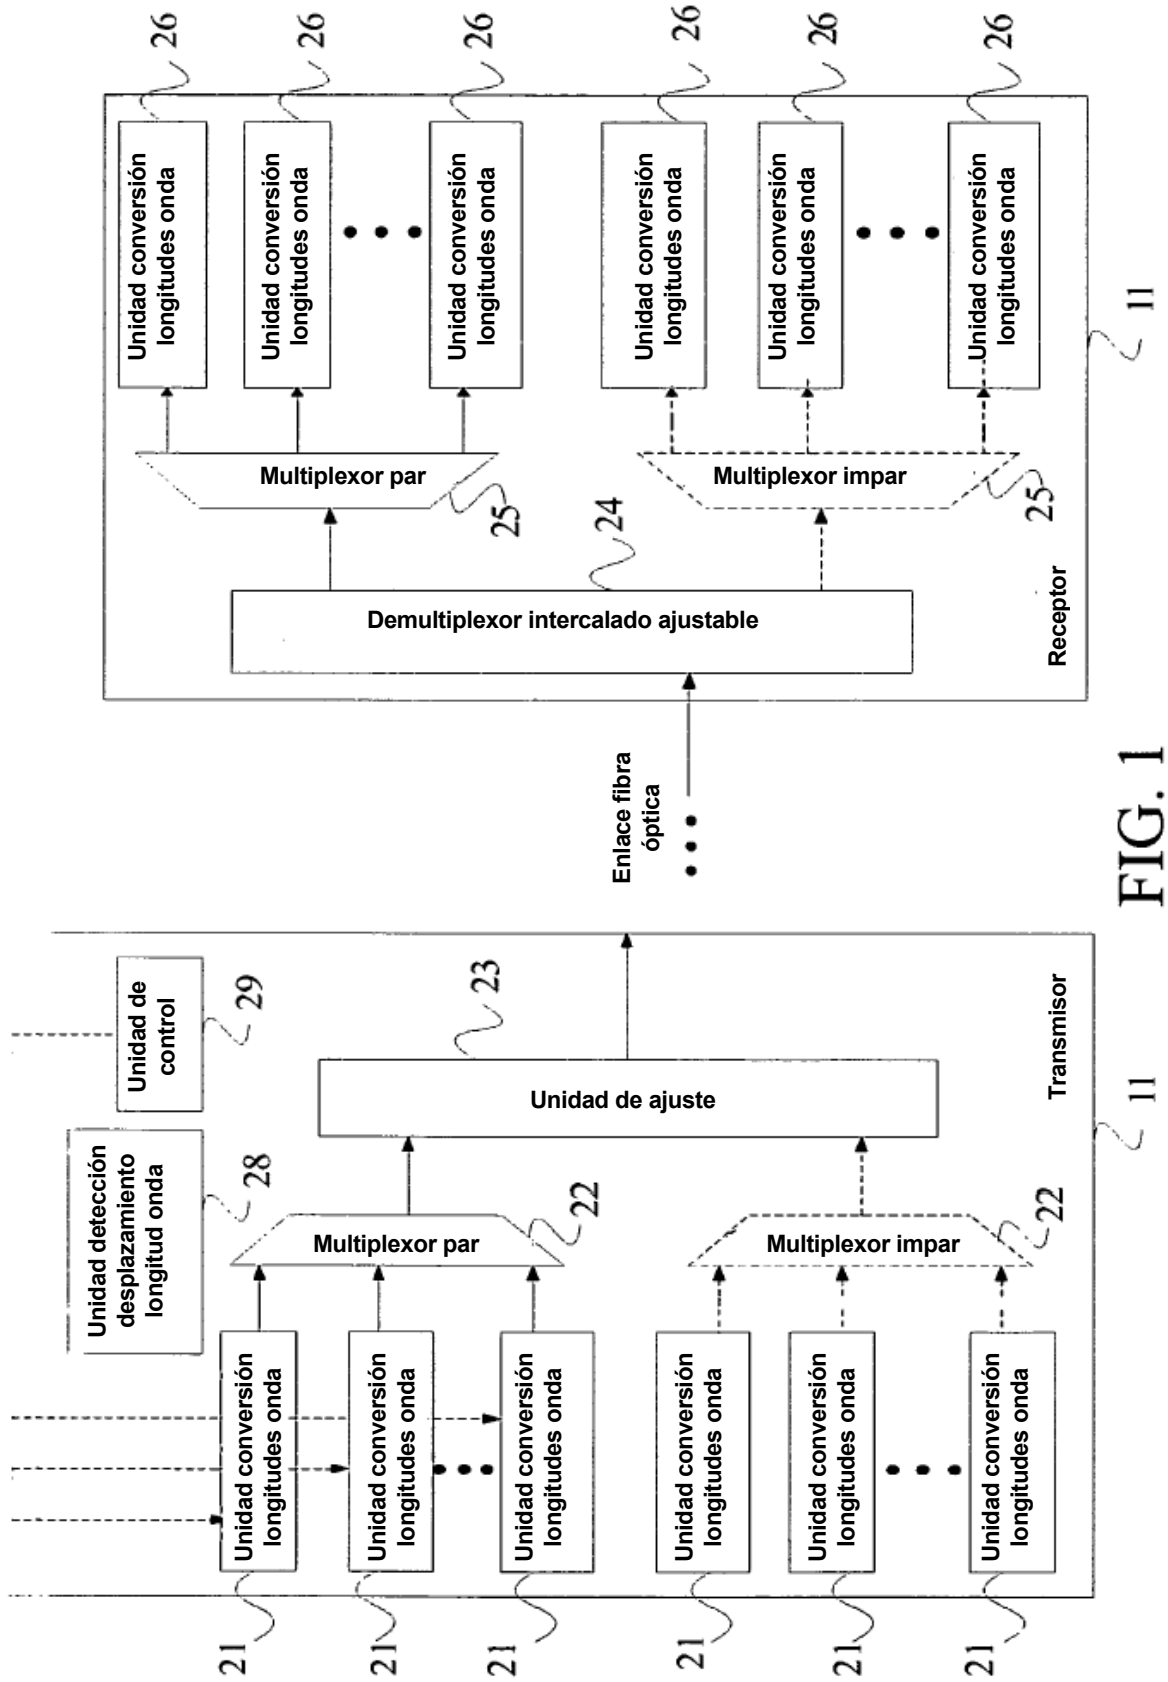 26
26
26
26
26
26
Unidad conversión
longitudes onda
Unidad conversión
longitudes onda
Unidad conversión
longitudes onda
Unidad conversión
longitudes onda
Unidad conversión
longitudes onda
Unidad conversión
longitudes onda
Multiplexor par
25
Multiplexor impar
25
24
Demultiplexor intercalado ajustable
Receptor
11
Enlace fibra
óptica
FIG. 1
Unidad de
control
29
23
Unidad de ajuste
Transmisor
11
Unidad detección
desplazamiento
longitud onda
28
Multiplexor par
22
Multiplexor impar
22
Unidad conversión
longitudes onda
Unidad conversión
longitudes onda
Unidad conversión
longitudes onda
Unidad conversión
longitudes onda
Unidad conversión
longitudes onda
Unidad conversión
longitudes onda
21
21
21
21
21
21